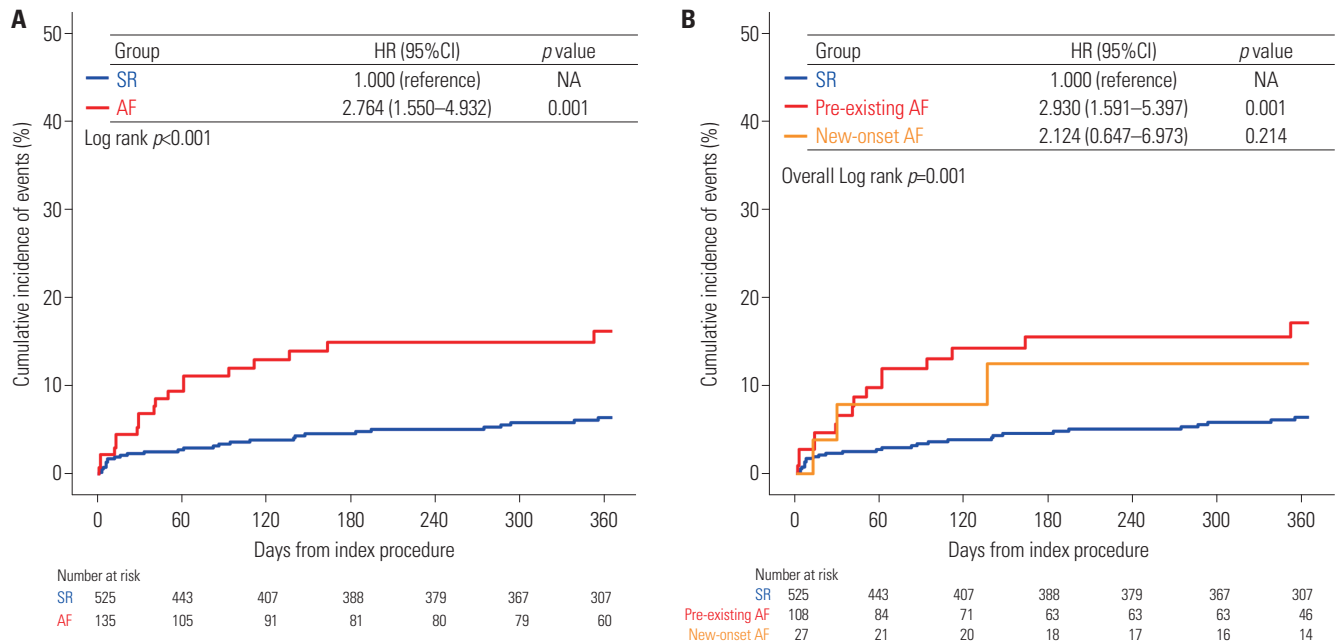 A
50
40
30
20
10
0
Cumulative incidence of events (%)
Group HR (95%CI) p value
SR 1.000 (reference) NA
AF 2.764 (1.550–4.932) 0.001
Log rank p<0.001
0 60 120 180 240 300 360
Days from index procedure
Number at risk
SR 525 443 407 388 379 367 307
AF 135 105 91 81 80 79 60
B
50
40
30
20
10
0
Cumulative incidence of events (%)
Group HR (95%CI) p value
SR 1.000 (reference) NA
Pre-existing AF 2.930 (1.591–5.397) 0.001
New-onset AF 2.124 (0.647–6.973) 0.214
Overall Log rank p=0.001
0 60 120 180 240 300 360
Days from index procedure
Number at risk
SR 525 443 407 388 379 367 307
Pre-existing AF 108 84 71 63 63 63 46
New-onset AF 27 21 20 18 17 16 14